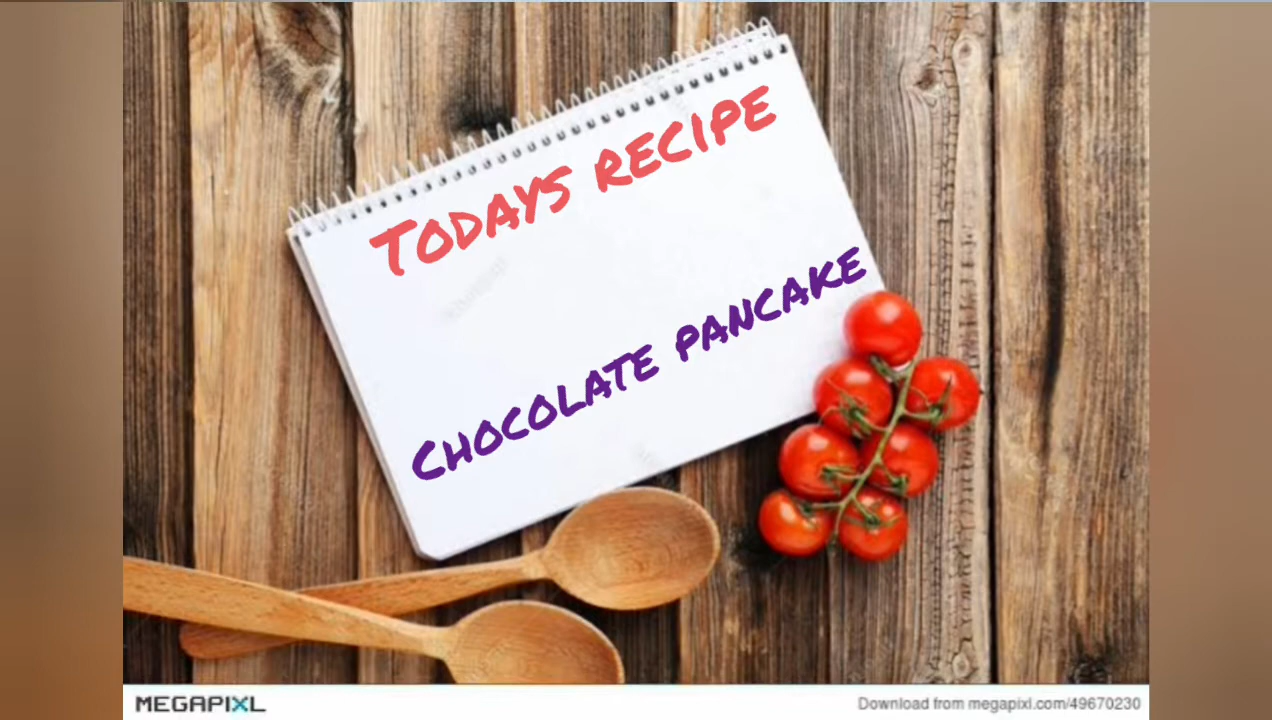 Todays recipe
Chocolate pancake
MEGAPIXL
Download from megapixl.com/49670230